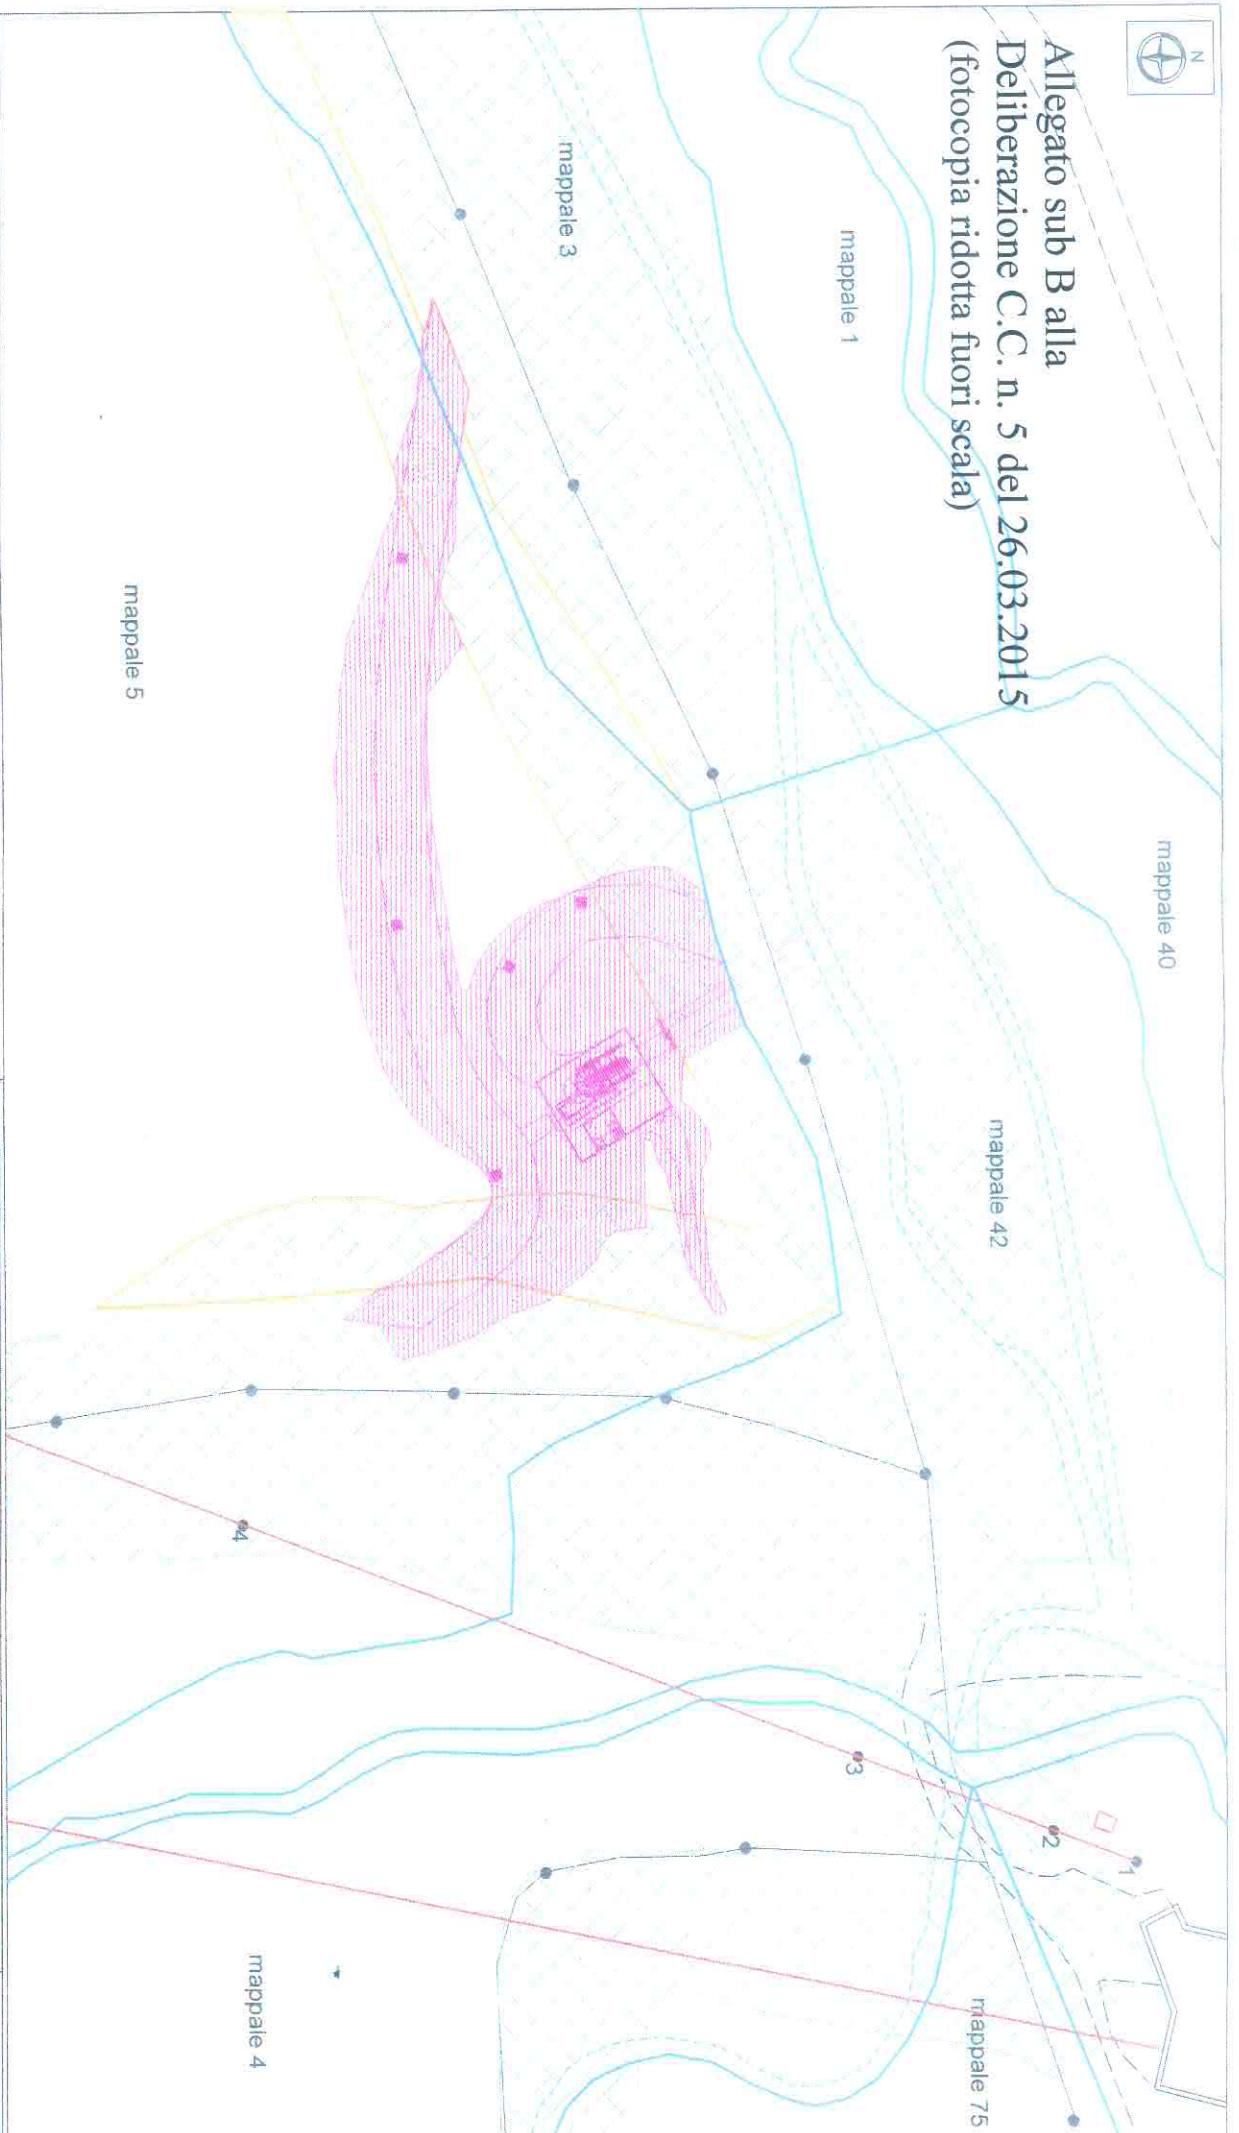 N
Allegato sub B alla
Deliberazione C.C. n. 5 del 26.03.2015
(fotocopia ridotta fuori scala)
mappale 1
mappale 40
mappale 3
mappale 42
mappale 5
mappale 75
mappale 4
1
2
3
4